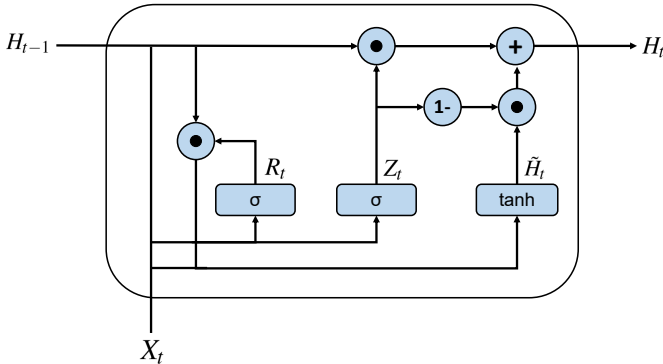 H_{t−1}
H_t
+
1-
R_t
Z_t
H̃_t
σ
σ
tanh
X_t